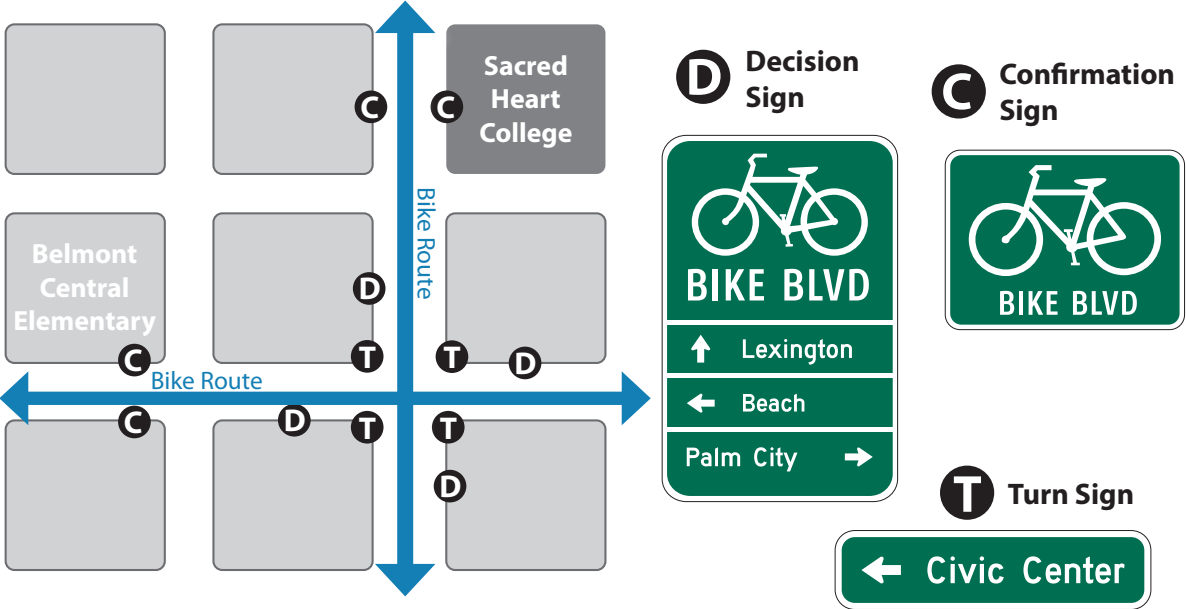 C
C
Sacred
Heart
College
Bike Route
Belmont
Central
Elementary
D
C
T
T
D
Bike Route
C
D
T
T
D
D
Decision
Sign
BIKE BLVD
Lexington
Beach
Palm City
C
Confirmation
Sign
BIKE BLVD
T
Turn Sign
Civic Center